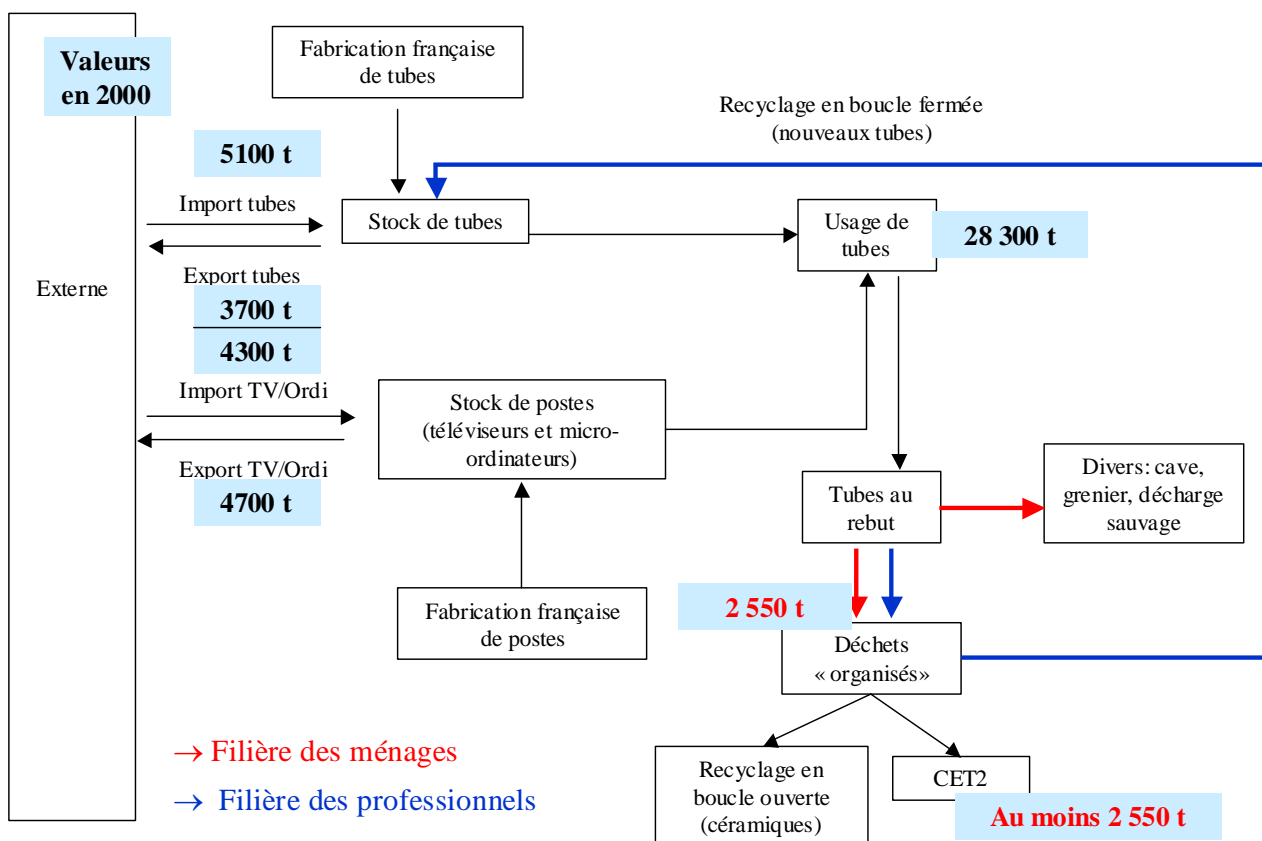 Valeurs
en 2000
Fabrication française
de tubes
Recyclage en boucle fermée
(nouveaux tubes)
5100 t
Import tubes
Stock de tubes
Usage de
tubes
28 300 t
Export tubes
Externe
3700 t
4300 t
Import TV/Ordi
Stock de postes
(téléviseurs et micro-
ordinateurs)
Export TV/Ordi
4700 t
Tubes au
rebut
Divers: cave,
grenier, décharge
sauvage
Fabrication française
de postes
2 550 t
Déchets
« organisés»
→ Filière des ménages
→ Filière des professionnels
Recyclage en
boucle ouverte
(céramiques)
CET2
Au moins 2 550 t